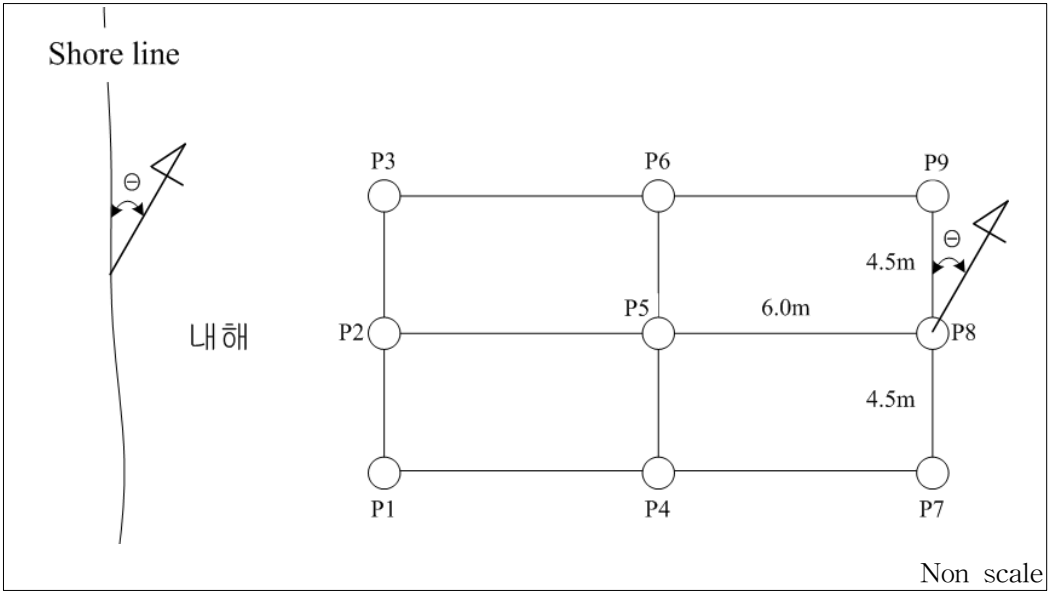 Shore line
Θ
P3
P6
P9
Θ
4.5m
내해
P2
P5
6.0m
P8
4.5m
P1
P4
P7
Non scale